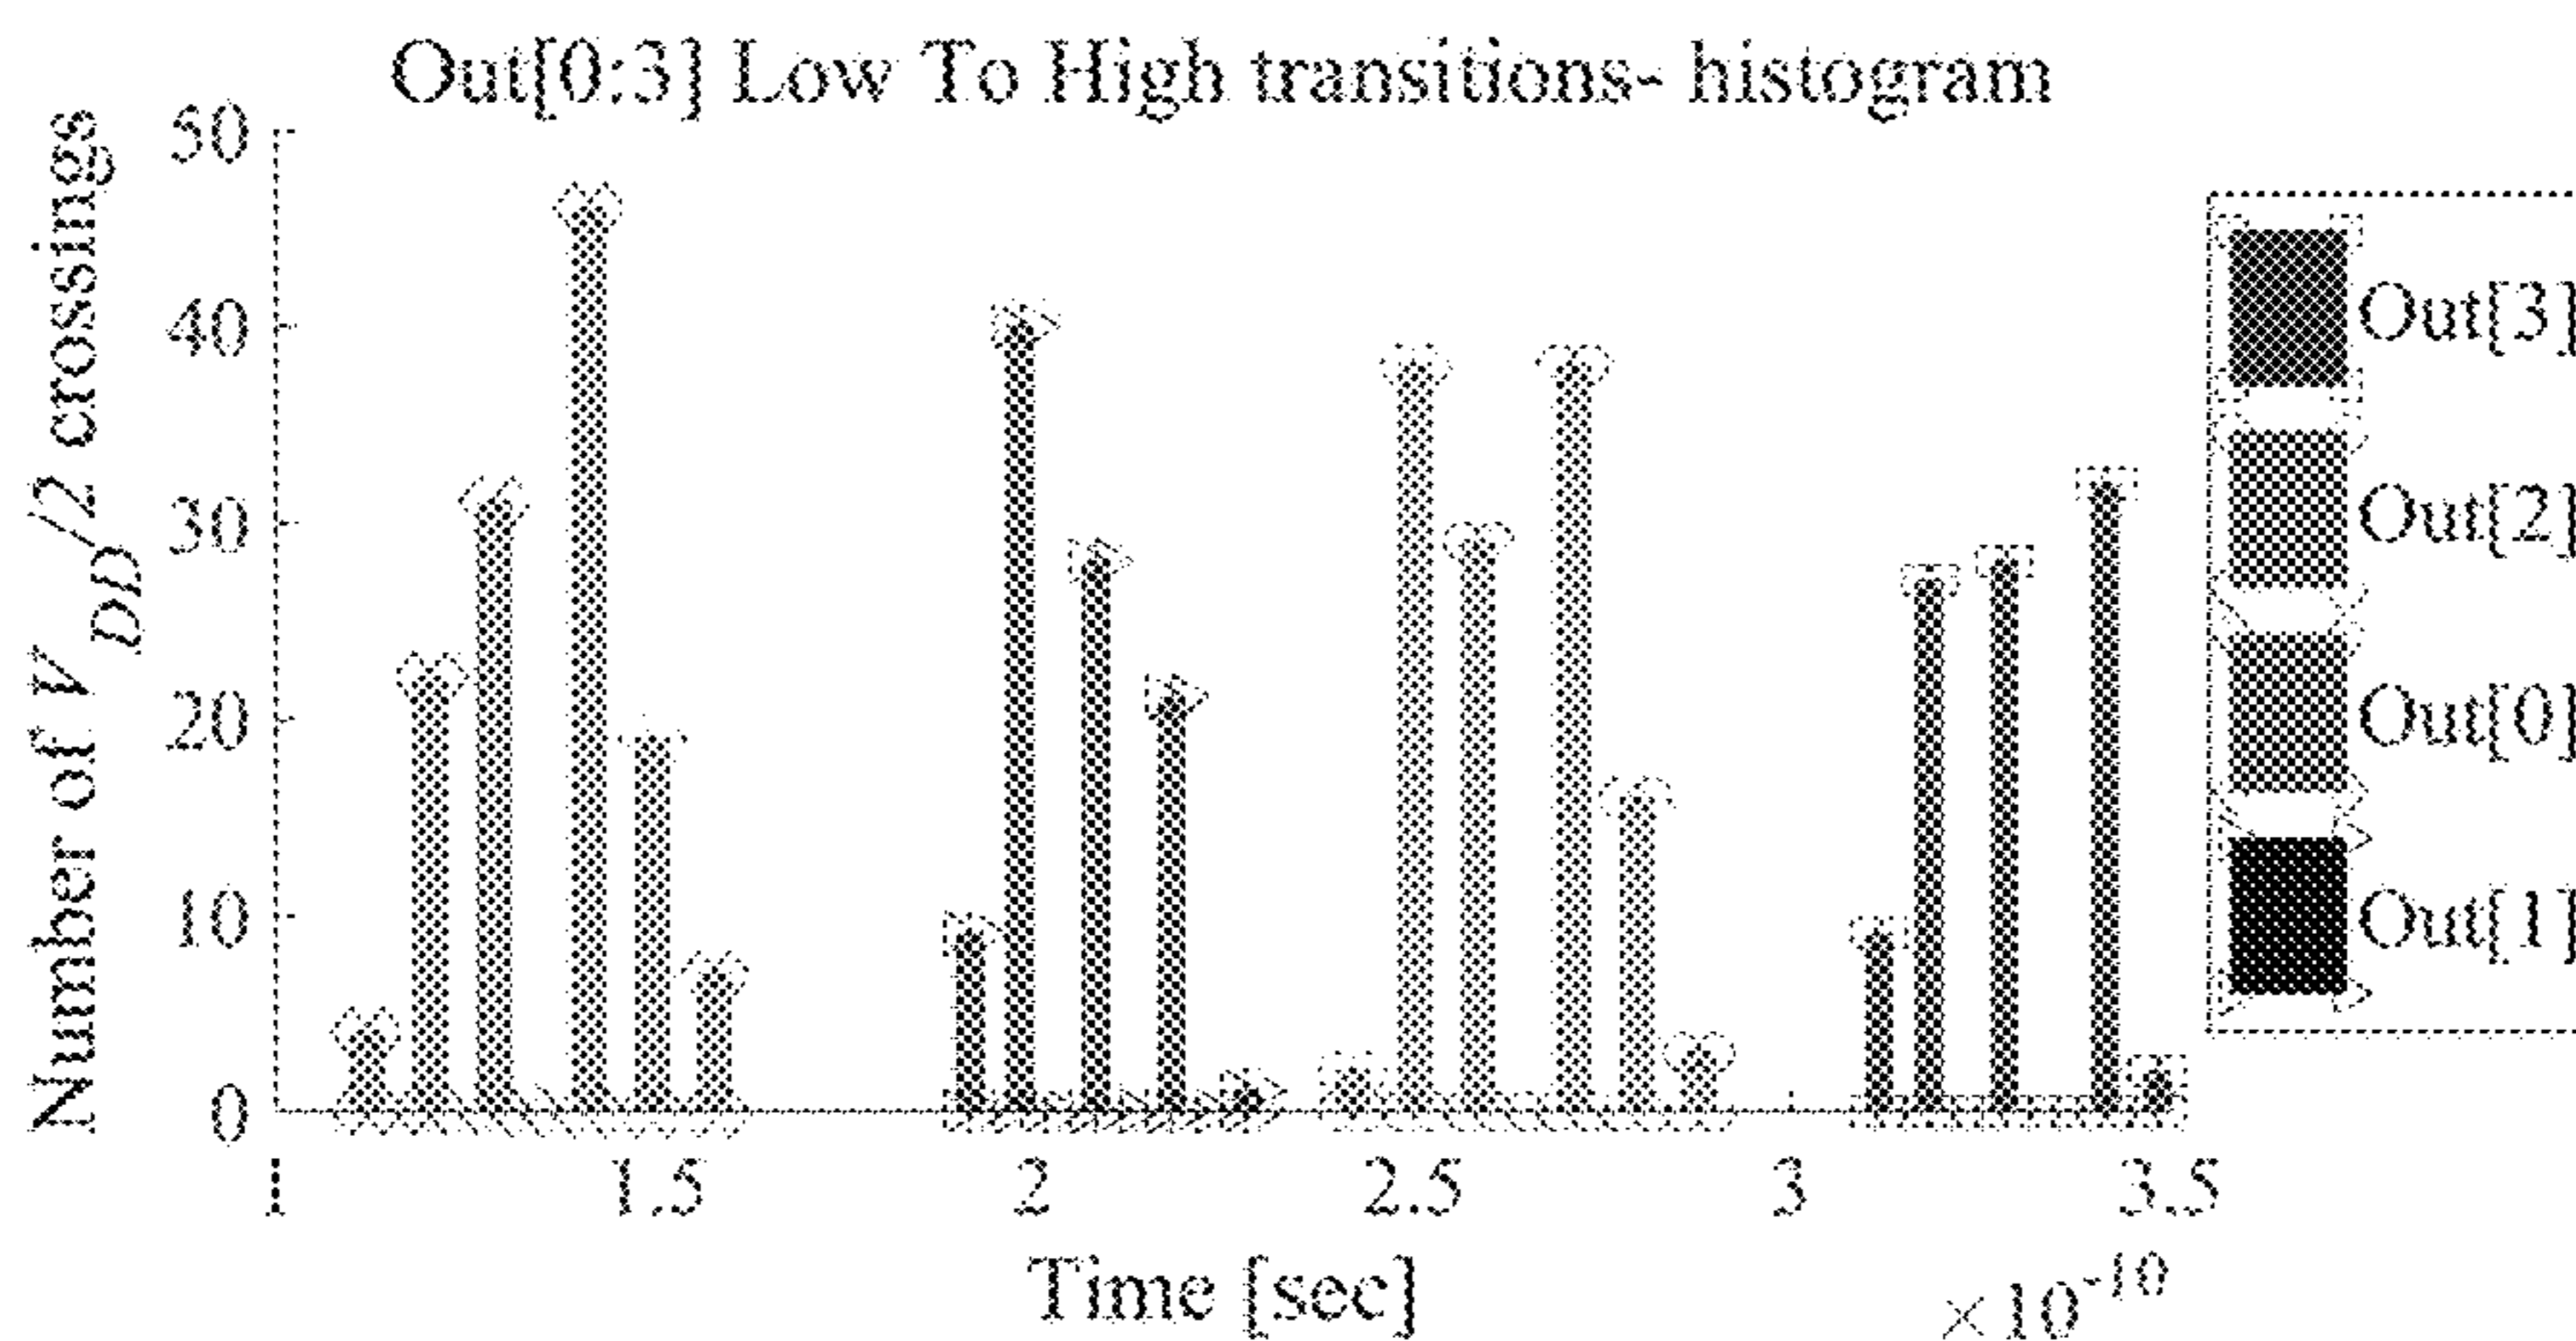 Out[0:3] Low To High transitions- histogram
Number of VDD/2 crossings
50
40
30
20
10
0
1 1.5 2 2.5 3 3.5
Time [sec]
×10-10
Out[3]
Out[2]
Out[0]
Out[1]